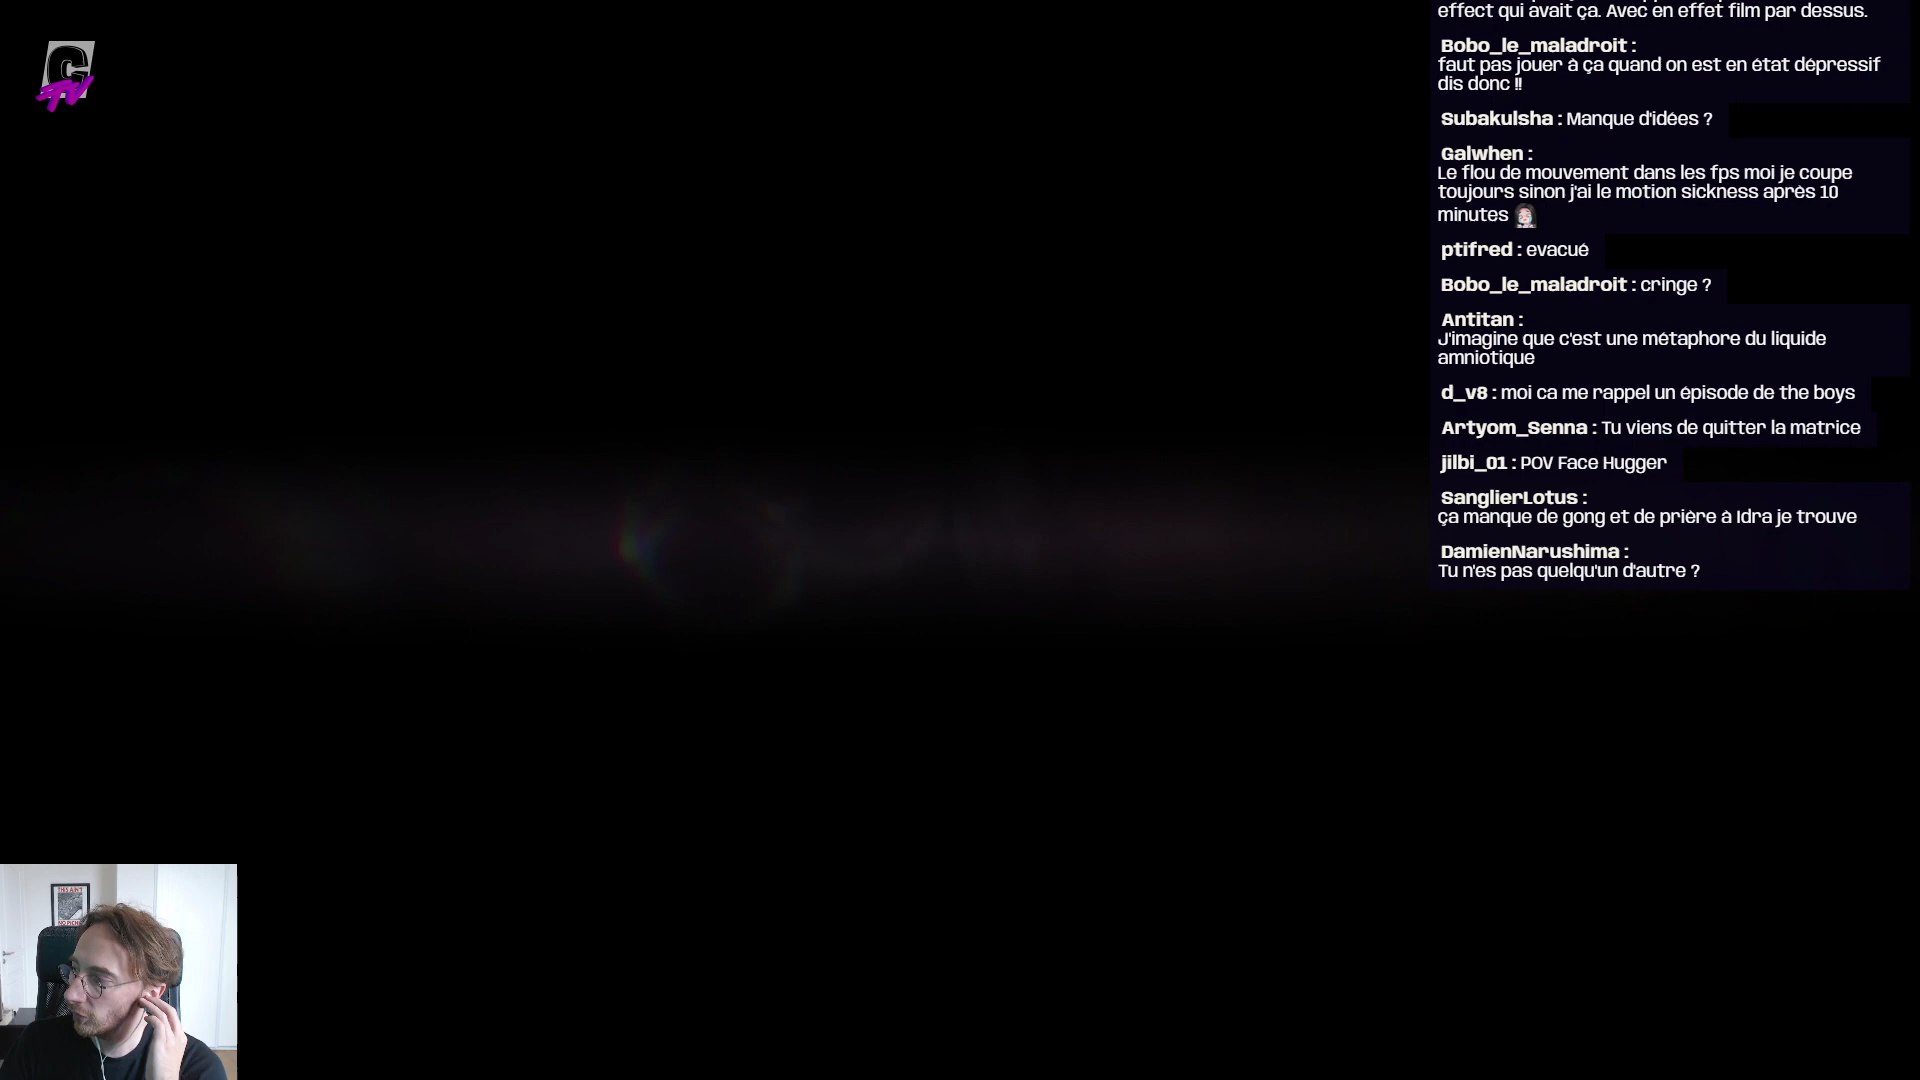 effect qui avait ça. Avec en effet film par dessus.
C
TV
Bobo_le_maladroit :
faut pas jouer à ça quand on est en état dépressif
dis donc !!
Subakulsha : Manque d'idées ?
Galwhen :
Le flou de mouvement dans les fps moi je coupe
toujours sinon j'ai le motion sickness après 10
minutes
ptifred : evacué
Bobo_le_maladroit : cringe ?
Antitan :
J'imagine que c'est une métaphore du liquide
amniotique
d_v8 : moi ca me rappel un épisode de the boys
Artyom_Senna : Tu viens de quitter la matrice
jilbi_01 : POV Face Hugger
SanglierLotus :
ça manque de gong et de prière à Idra je trouve
DamienNarushima :
Tu n'es pas quelqu'un d'autre ?
THIS AIN'T